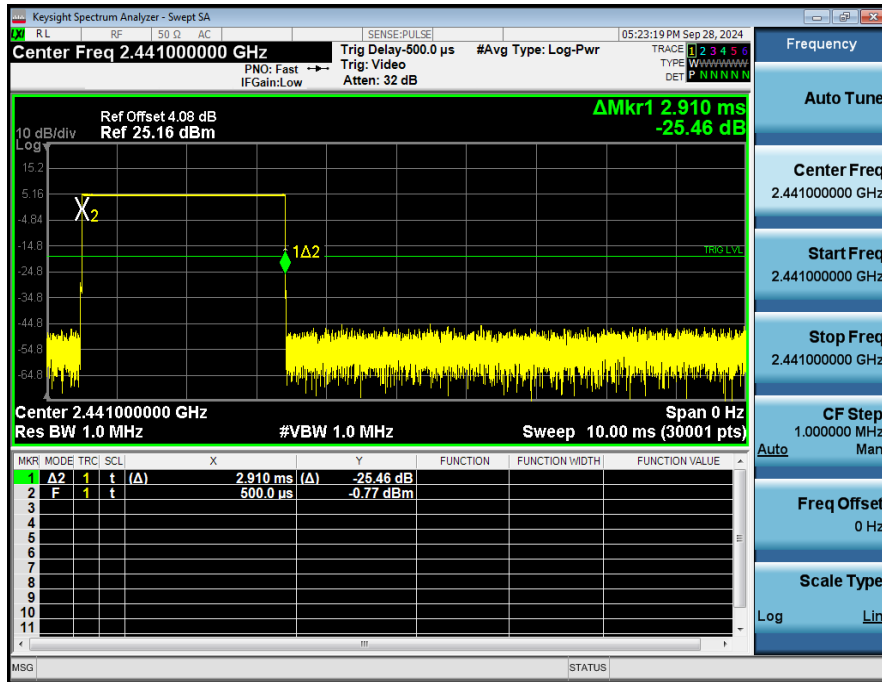 Keysight Spectrum Analyzer - Swept SA
LXI RL RF 50 Ω AC SENSE:PULSE 05:23:19 PM Sep 28, 2024
Center Freq 2.441000000 GHz
PNO: Fast
IFGain:Low
Trig Delay-500.0 µs
Trig: Video
Atten: 32 dB
#Avg Type: Log-Pwr
TRACE 1 2 3 4 5 6
TYPE WWWWWW
DET P N N N N N
Ref Offset 4.08 dB
10 dB/div Ref 25.16 dBm
Log
ΔMkr1 2.910 ms
-25.46 dB
15.2
5.16
-4.84
-14.8
-24.8
-34.8
-44.8
-54.8
-64.8
2
1Δ2
TRIG LVL
Center 2.441000000 GHz Span 0 Hz
Res BW 1.0 MHz #VBW 1.0 MHz Sweep 10.00 ms (30001 pts)
MKR MODE TRC SCL X Y FUNCTION FUNCTION WIDTH FUNCTION VALUE
1 Δ2 1 t (Δ) 2.910 ms (Δ) -25.46 dB
2 F 1 t 500.0 µs -0.77 dBm
3
4
5
6
7
8
9
10
11
MSG STATUS
Frequency
Auto Tune
Center Freq
2.441000000 GHz
Start Freq
2.441000000 GHz
Stop Freq
2.441000000 GHz
CF Step
1.000000 MHz
Auto Man
Freq Offset
0 Hz
Scale Type
Log Lin